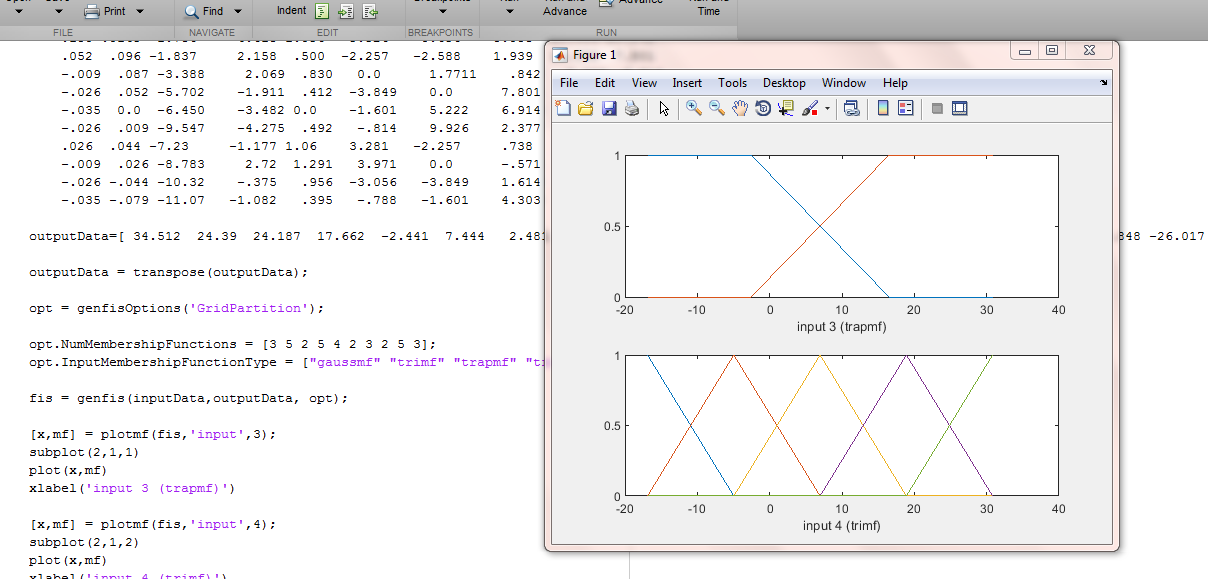 Print Find Indent Advance Advance Time
FILE NAVIGATE EDIT BREAKPOINTS RUN
.052 .096 -1.837 2.158 .500 -2.257 -2.588 1.939
-.009 .087 -3.388 2.069 .830 0.0 1.7711 .842
-.026 .052 -5.702 -1.911 .412 -3.849 0.0 7.801
-.035 0.0 -6.450 -3.482 0.0 -1.601 5.222 6.914
-.026 .009 -9.547 -4.275 .492 -.814 9.926 2.377
.026 .044 -7.23 -1.177 1.06 3.281 -2.257 .738
-.009 .026 -8.783 2.72 1.291 3.971 0.0 -.571
-.026 -.044 -10.32 -.375 .956 -3.056 -3.849 1.614
-.035 -.079 -11.07 -1.082 .395 -.788 -1.601 4.303
outputData=[ 34.512 24.39 24.187 17.662 -2.441 7.444 2.48 348 -26.017
outputData = transpose(outputData);
opt = genfisOptions('GridPartition');
opt.NumMembershipFunctions = [3 5 2 5 4 2 3 2 5 3];
opt.InputMembershipFunctionType = ["gaussmf" "trimf" "trapmf" "t
fis = genfis(inputData,outputData, opt);
[x,mf] = plotmf(fis,'input',3);
subplot(2,1,1)
plot(x,mf)
xlabel('input 3 (trapmf)')
[x,mf] = plotmf(fis,'input',4);
subplot(2,1,2)
plot(x,mf)
xlabel('input 4 (trimf)')
Figure 1
File Edit View Insert Tools Desktop Window Help
1
0.5
0
-20 -10 0 10 20 30 40
input 3 (trapmf)
1
0.5
0
-20 -10 0 10 20 30 40
input 4 (trimf)